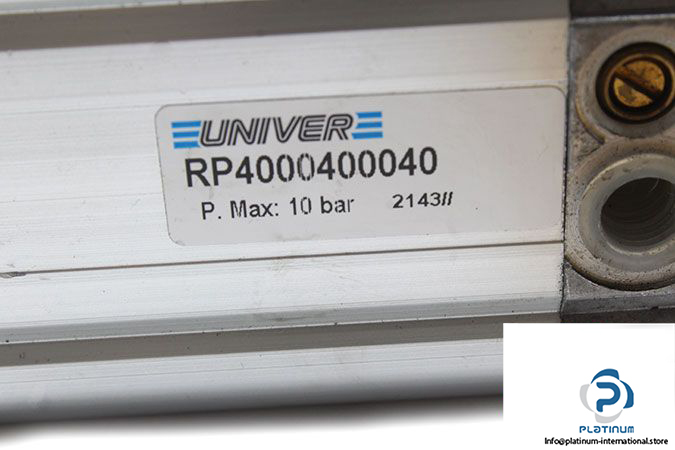 UNIVER
RP4000400040
P. Max: 10 bar 2143//
PLATINUM
Info@platinum-international.store